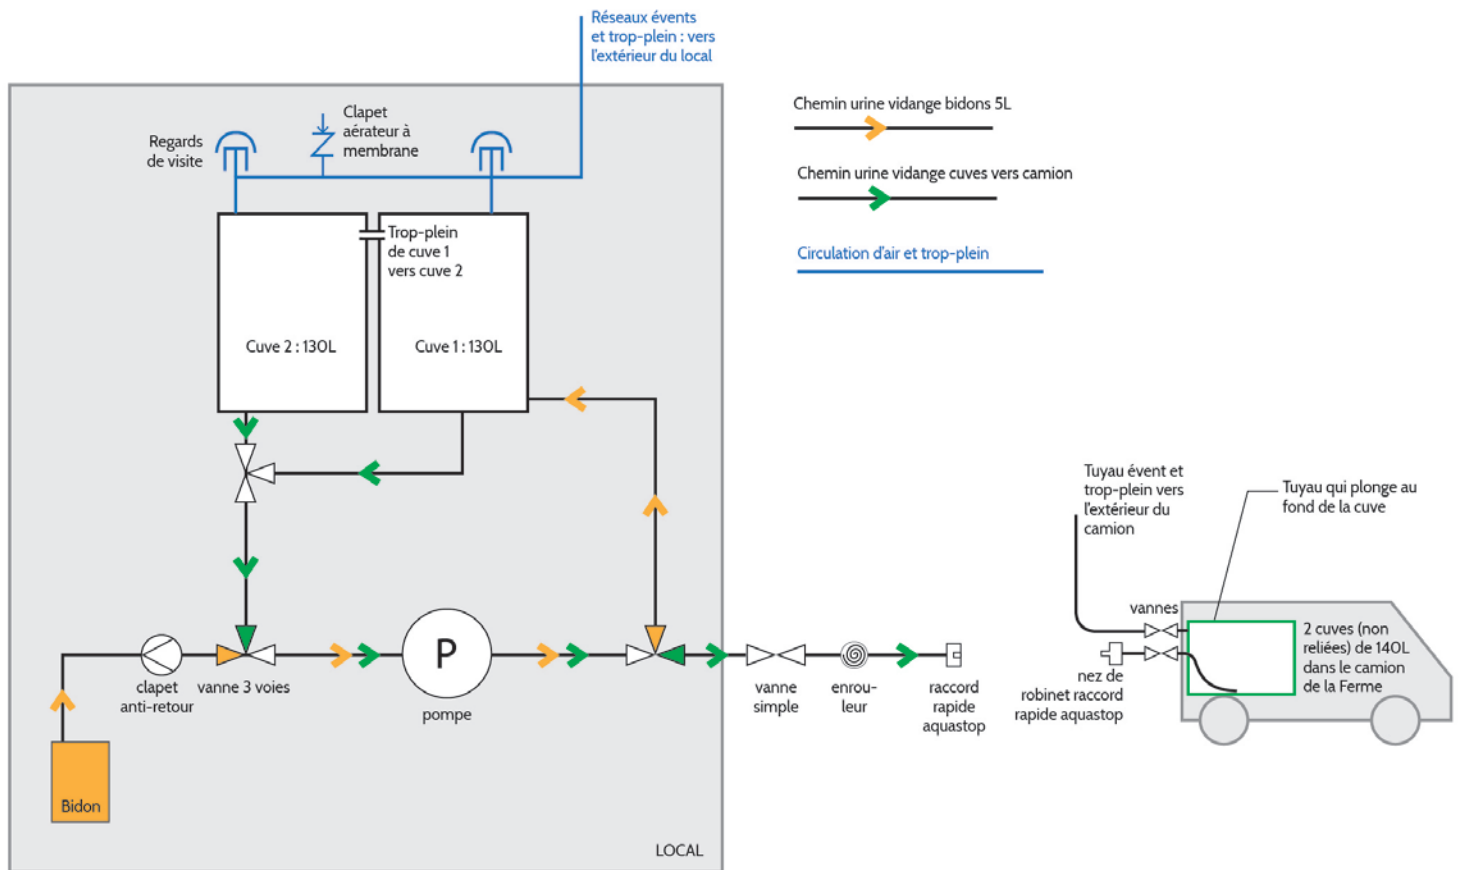 Réseaux évents
et trop-plein : vers
l'extérieur du local
Clapet
aérateur à
membrane
Regards
de visite
Chemin urine vidange bidons 5L
Chemin urine vidange cuves vers camion
Circulation d'air et trop-plein
Trop-plein
de cuve 1
vers cuve 2
Cuve 2 : 130L
Cuve 1 : 130L
Tuyau évent et
trop-plein vers
l'extérieur du
camion
Tuyau qui plonge au
fond de la cuve
vannes
2 cuves (non
reliées) de 140L
dans le camion
de la Ferme
nez de
robinet raccord
rapide aquastop
clapet
anti-retour
vanne 3 voies
P
pompe
vanne
simple
enrou-
leur
raccord
rapide
aquastop
Bidon
LOCAL